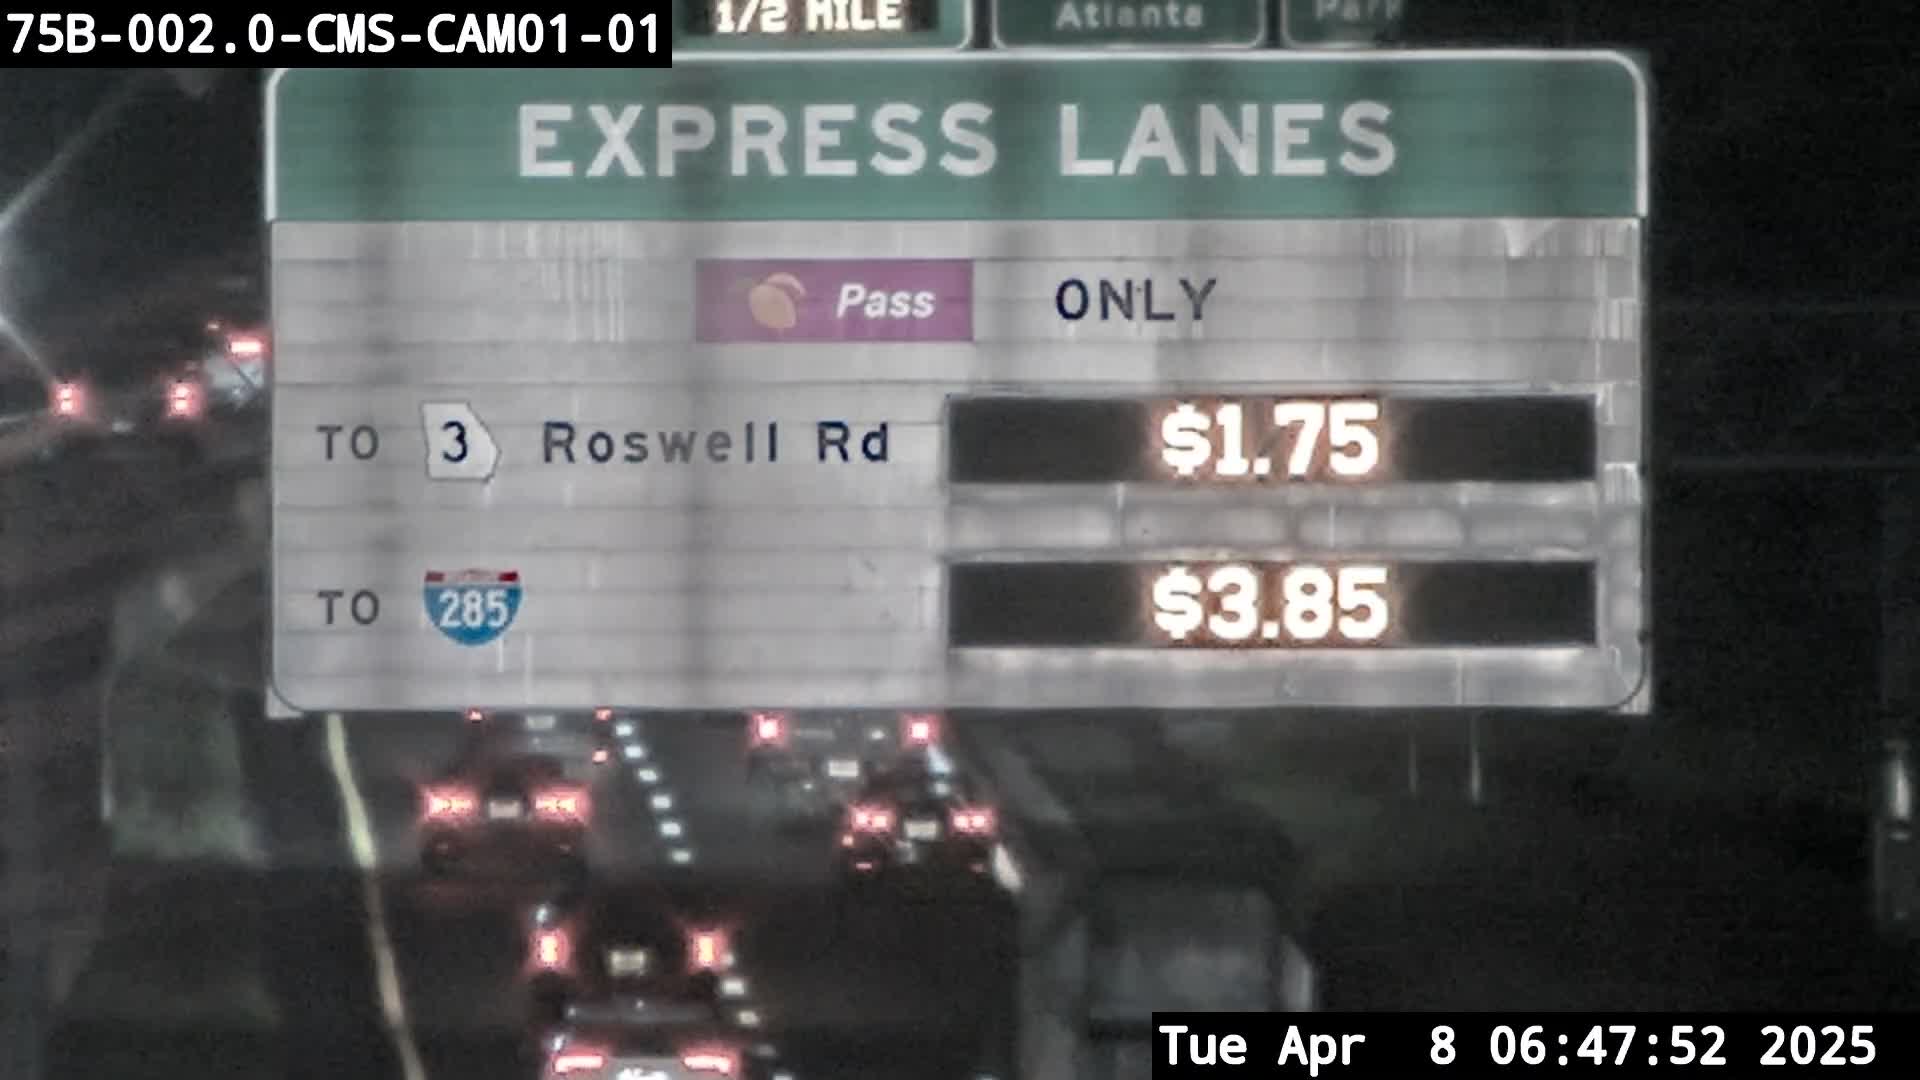 75B-002.0-CMS-CAM01-01
1/2 MILE
Atlanta
Park
EXPRESS LANES
Pass ONLY
TO 3 Roswell Rd $1.75
TO 285 $3.85
Tue Apr 8 06:47:52 2025